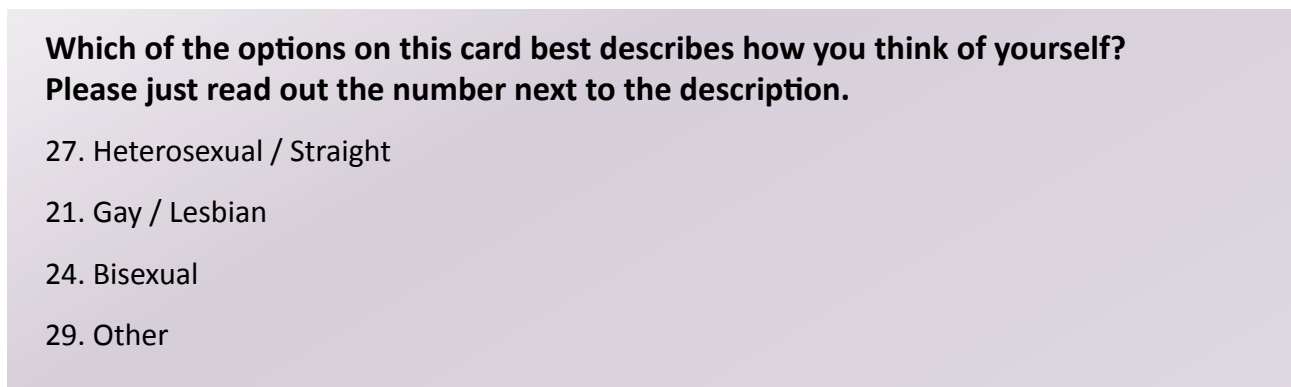 Which of the options on this card best describes how you think of yourself?
Please just read out the number next to the description.
27. Heterosexual / Straight
21. Gay / Lesbian
24. Bisexual
29. Other